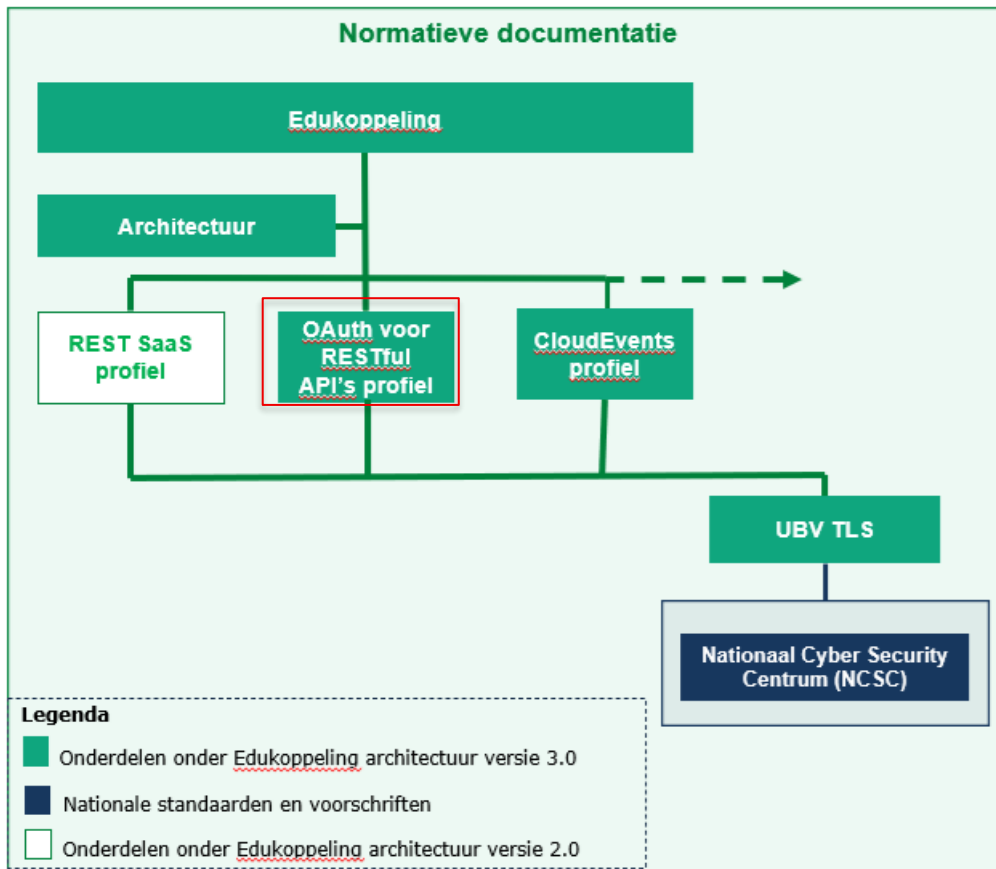 Normatieve documentatie
Edukoppeling
Architectuur
REST SaaS
profiel
OAuth voor
RESTful
API's profiel
CloudEvents
profiel
UBV TLS
Nationaal Cyber Security
Centrum (NCSC)
Legenda
Onderdelen onder Edukoppeling architectuur versie 3.0
Nationale standaarden en voorschriften
Onderdelen onder Edukoppeling architectuur versie 2.0